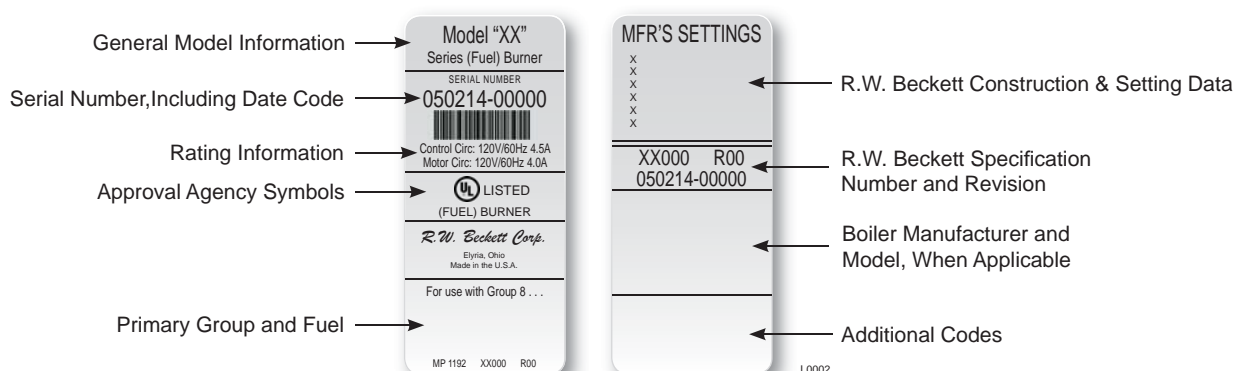 General Model Information
Serial Number,Including Date Code
Rating Information
Approval Agency Symbols
Primary Group and Fuel
Model “XX”
Series (Fuel) Burner
SERIAL NUMBER
050214-00000
Control Circ: 120V/60Hz 4.5A
Motor Circ: 120V/60Hz 4.0A
UL LISTED
(FUEL) BURNER
R.W. Beckett Corp.
Elyria, Ohio
Made in the U.S.A.
For use with Group 8 . . .
MP 1192 XX000 R00
MFR’S SETTINGS
X
X
X
X
X
X
XX000 R00
050214-00000
R.W. Beckett Construction & Setting Data
R.W. Beckett Specification
Number and Revision
Boiler Manufacturer and
Model, When Applicable
Additional Codes
L0002